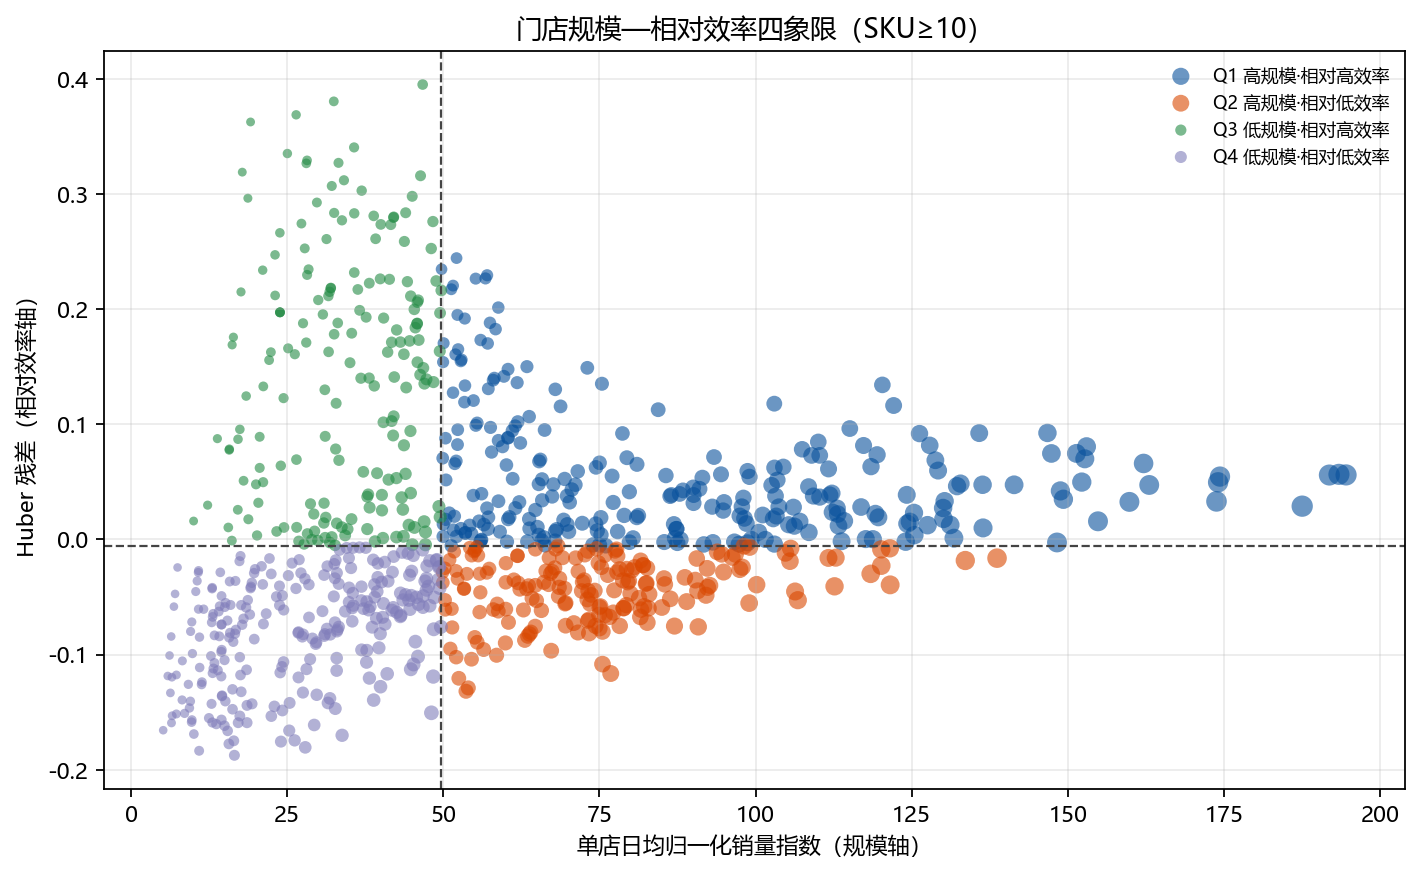 门店规模—相对效率四象限（SKU≥10）
Q1 高规模·相对高效率
Q2 高规模·相对低效率
Q3 低规模·相对高效率
Q4 低规模·相对低效率
Huber 残差（相对效率轴）
0.4
0.3
0.2
0.1
0.0
-0.1
-0.2
0 25 50 75 100 125 150 175 200
单店日均归一化销量指数（规模轴）